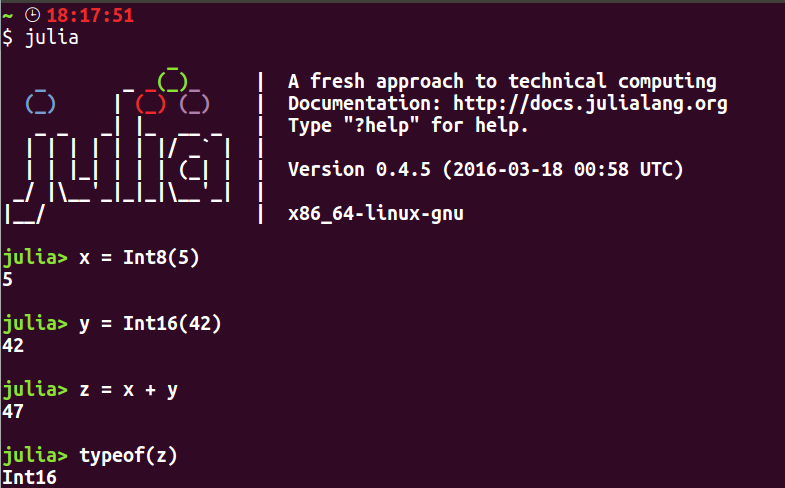 ~ 18:17:51
$ julia
A fresh approach to technical computing
Documentation: http://docs.julialang.org
Type "?help" for help.
Version 0.4.5 (2016-03-18 00:58 UTC)
x86_64-linux-gnu
julia> x = Int8(5)
5
julia> y = Int16(42)
42
julia> z = x + y
47
julia> typeof(z)
Int16